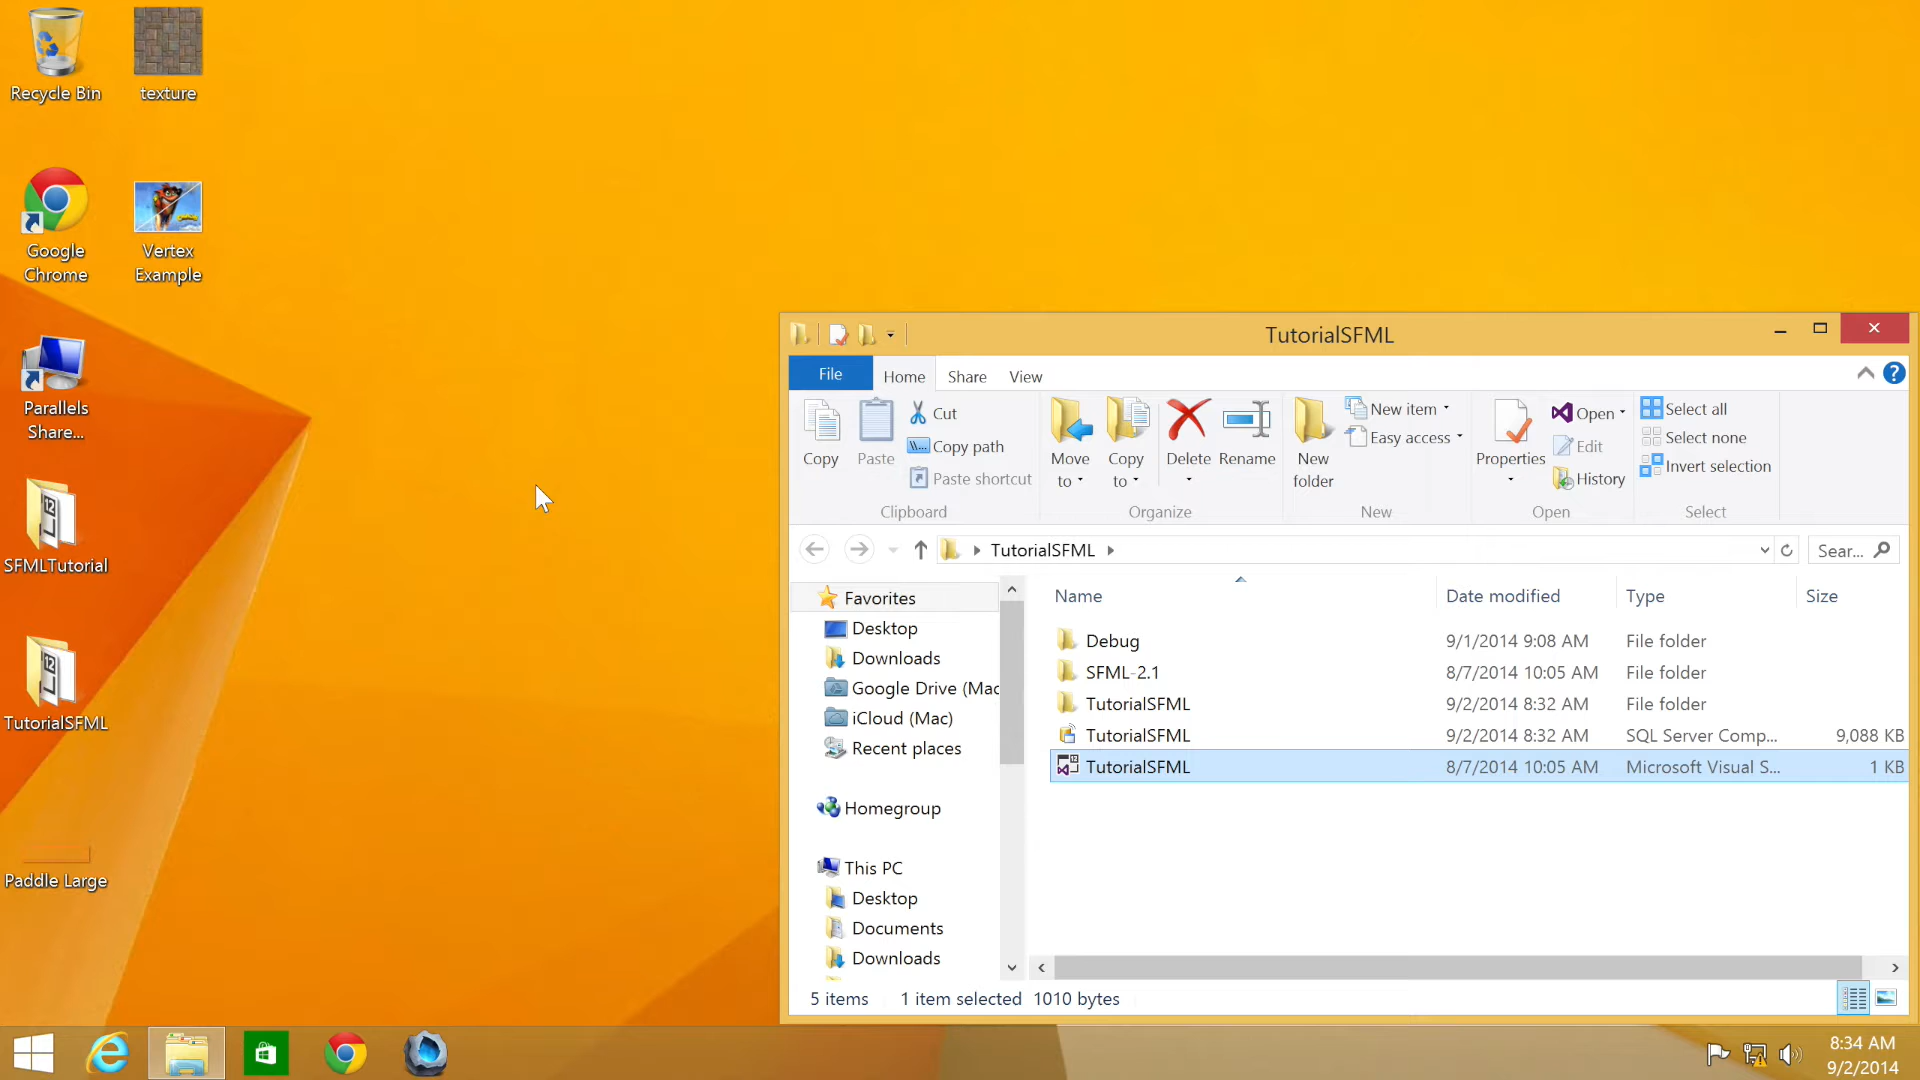 Recycle Bin
texture
Google
Chrome
Vertex
Example
Parallels
Share...
SFMLTutorial
TutorialSFML
Paddle Large
TutorialSFML
File
Home
Share
View
Copy
Paste
Cut
Copy path
Paste shortcut
Clipboard
Move
to
Copy
to
Delete
Rename
Organize
New
folder
New item
Easy access
New
Properties
Open
Edit
History
Open
Select all
Select none
Invert selection
Select
TutorialSFML
Sear...
Favorites
Desktop
Downloads
Google Drive (Mac
iCloud (Mac)
Recent places
Homegroup
This PC
Desktop
Documents
Downloads
Name Date modified Type Size
Debug 9/1/2014 9:08 AM File folder
SFML-2.1 8/7/2014 10:05 AM File folder
TutorialSFML 9/2/2014 8:32 AM File folder
TutorialSFML 9/2/2014 8:32 AM SQL Server Comp... 9,088 KB
TutorialSFML 8/7/2014 10:05 AM Microsoft Visual S... 1 KB
5 items 1 item selected 1010 bytes
8:34 AM
9/2/2014